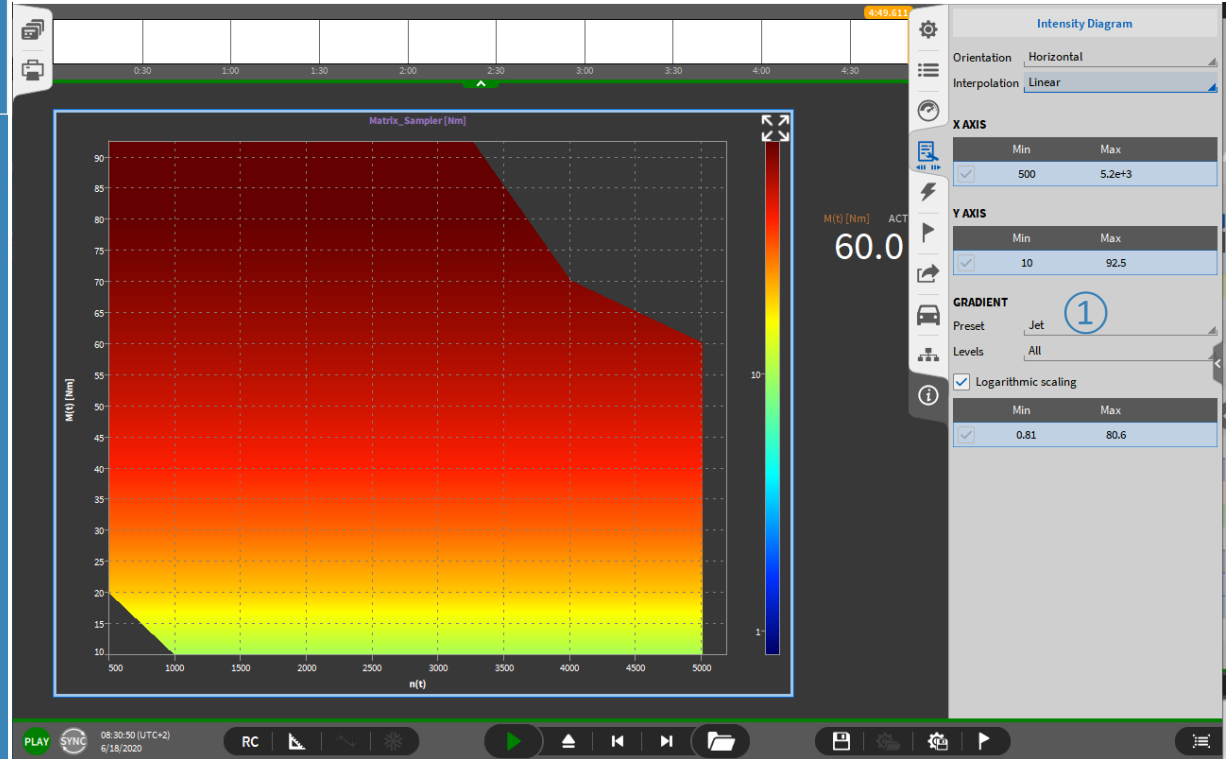 4:49.611
0:30 1:00 1:30 2:00 2:30 3:00 3:30 4:00 4:30
Matrix_Sampler [Nm]
90
85
80
75
70
65
60
55
50
45
40
35
30
25
20
15
10
M(t) [Nm]
500 1000 1500 2000 2500 3000 3500 4000 4500 5000
n(t)
10
1
M(t) [Nm] ACT
60.0
Intensity Diagram
Orientation Horizontal
Interpolation Linear
X AXIS
Min Max
500 5.2e+3
Y AXIS
Min Max
10 92.5
GRADIENT
1
Preset Jet
Levels All
Logarithmic scaling
Min Max
0.81 80.6
PLAY SYNC 08:30:50 (UTC+2)
6/18/2020
RC